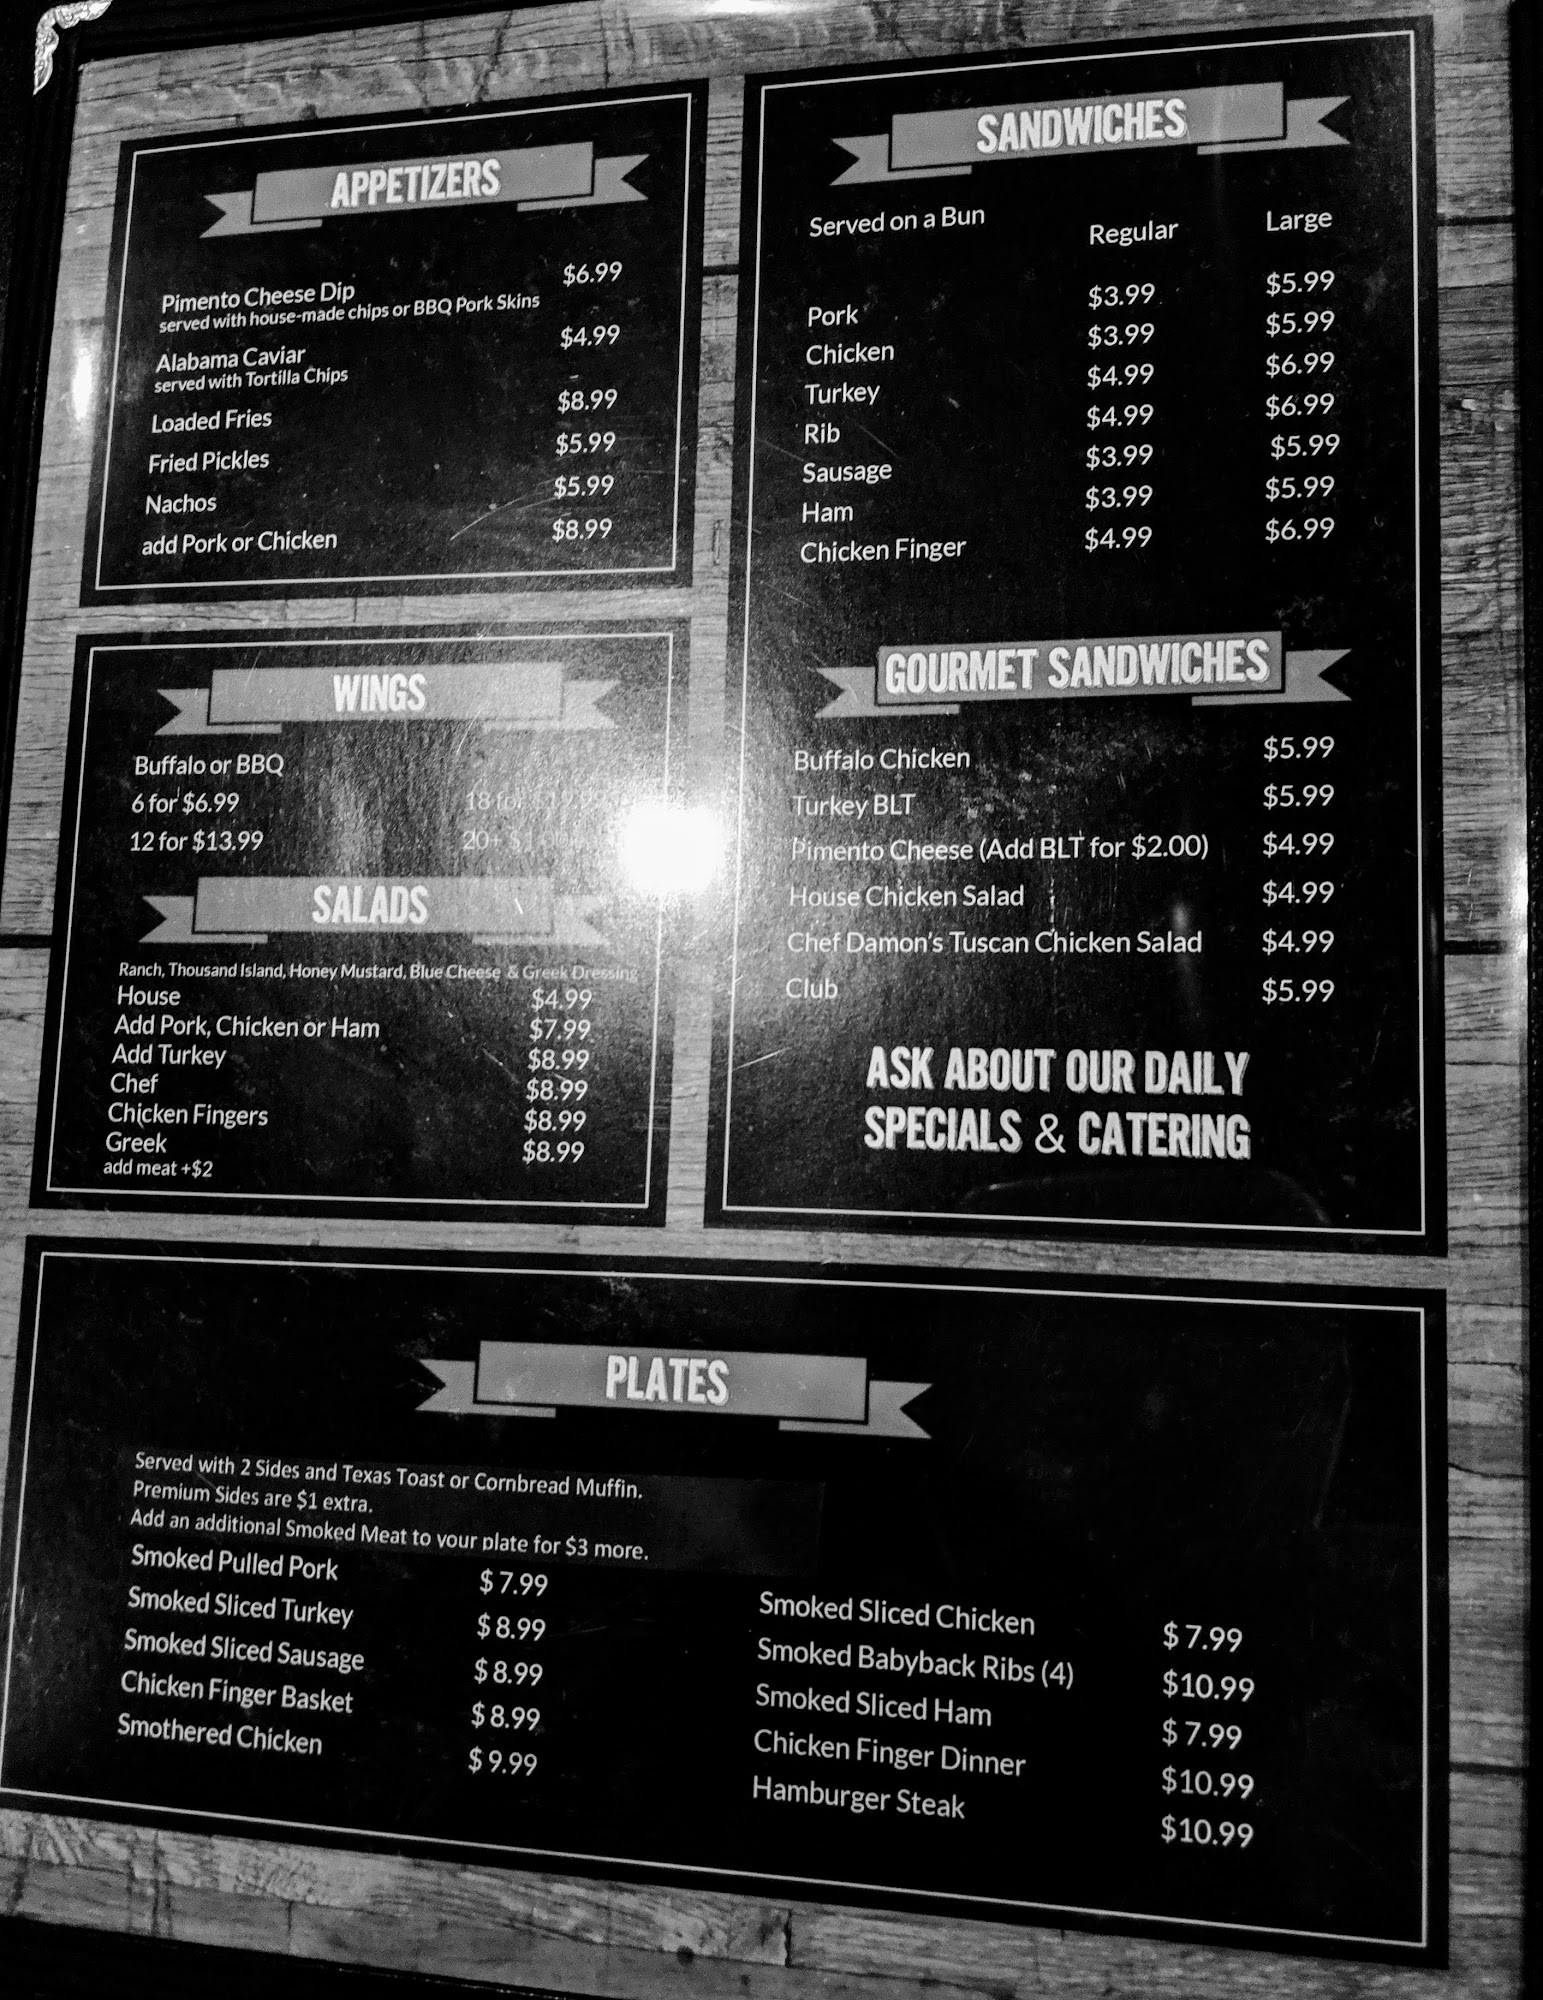 APPETIZERS
Pimento Cheese Dip $6.99
served with house-made chips or BBQ Pork Skins
Alabama Caviar $4.99
served with Tortilla Chips
Loaded Fries $8.99
Fried Pickles $5.99
Nachos $5.99
add Pork or Chicken $8.99
WINGS
Buffalo or BBQ
6 for $6.99 18 for
12 for $13.99 20+
SALADS
Ranch, Thousand Island, Honey Mustard, Blue Cheese & Greek Dressing
House $4.99
Add Pork, Chicken or Ham $7.99
Add Turkey $8.99
Chef $8.99
Chicken Fingers $8.99
Greek $8.99
add meat +$2
SANDWICHES
Served on a Bun Regular Large
Pork $3.99 $5.99
Chicken $3.99 $5.99
Turkey $4.99 $6.99
Rib $4.99 $6.99
Sausage $3.99 $5.99
Ham $3.99 $5.99
Chicken Finger $4.99 $6.99
GOURMET SANDWICHES
Buffalo Chicken $5.99
Turkey BLT $5.99
Pimento Cheese (Add BLT for $2.00) $4.99
House Chicken Salad $4.99
Chef Damon's Tuscan Chicken Salad $4.99
Club $5.99
ASK ABOUT OUR DAILY
SPECIALS & CATERING
PLATES
Served with 2 Sides and Texas Toast or Cornbread Muffin.
Premium Sides are $1 extra.
Add an additional Smoked Meat to your plate for $3 more.
Smoked Pulled Pork $ 7.99
Smoked Sliced Turkey $ 8.99
Smoked Sliced Sausage $ 8.99
Chicken Finger Basket $ 8.99
Smothered Chicken $ 9.99
Smoked Sliced Chicken $ 7.99
Smoked Babyback Ribs (4) $10.99
Smoked Sliced Ham $ 7.99
Chicken Finger Dinner $10.99
Hamburger Steak $10.99